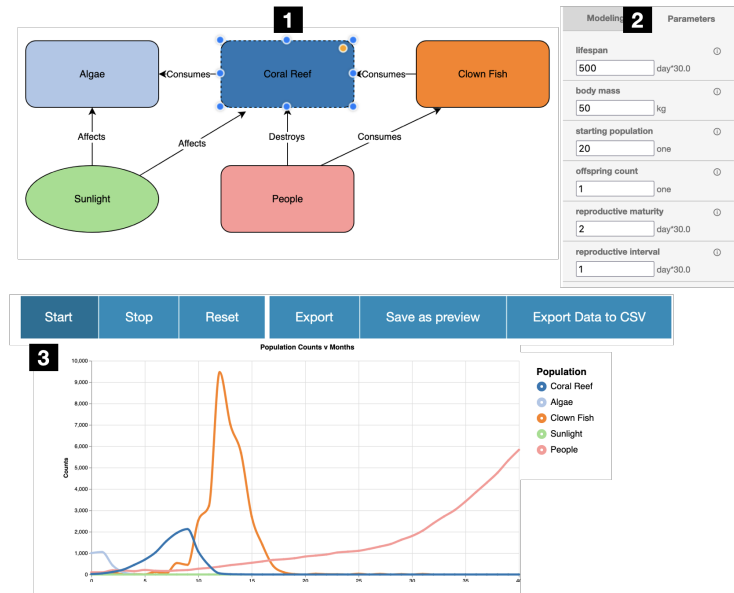 1
Algae
Consumes
Coral Reef
Consumes
Clown Fish
Affects
Affects
Destroys
Consumes
Sunlight
People
2
Modeling
Parameters
lifespan
500 day*30.0
body mass
50 kg
starting population
20 one
offspring count
1 one
reproductive maturity
2 day*30.0
reproductive interval
1 day*30.0
Start Stop Reset Export Save as preview Export Data to CSV
3
Population Counts v Months
10,000
9,000
8,000
7,000
6,000
5,000
4,000
3,000
2,000
1,000
0
Counts
0 5 10 15 20 25 30 35 40
Population
Coral Reef
Algae
Clown Fish
Sunlight
People